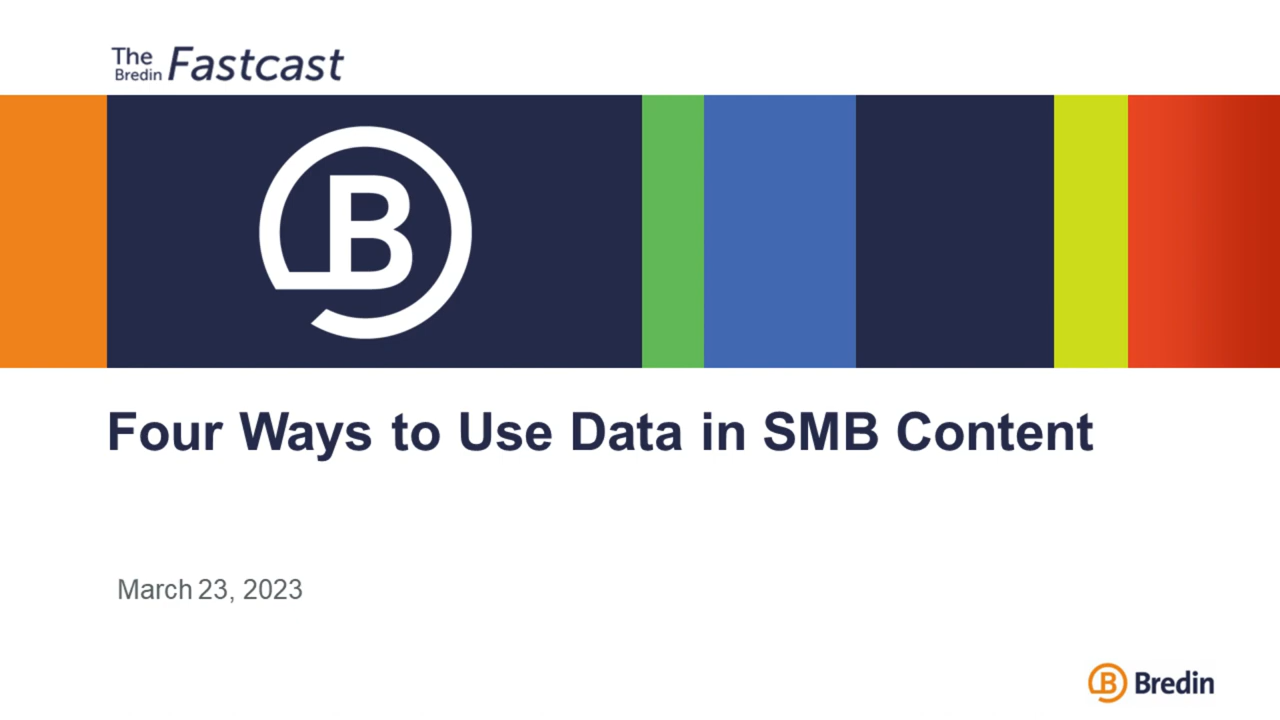 The
Bredin Fastcast
B
Four Ways to Use Data in SMB Content
March 23, 2023
B Bredin